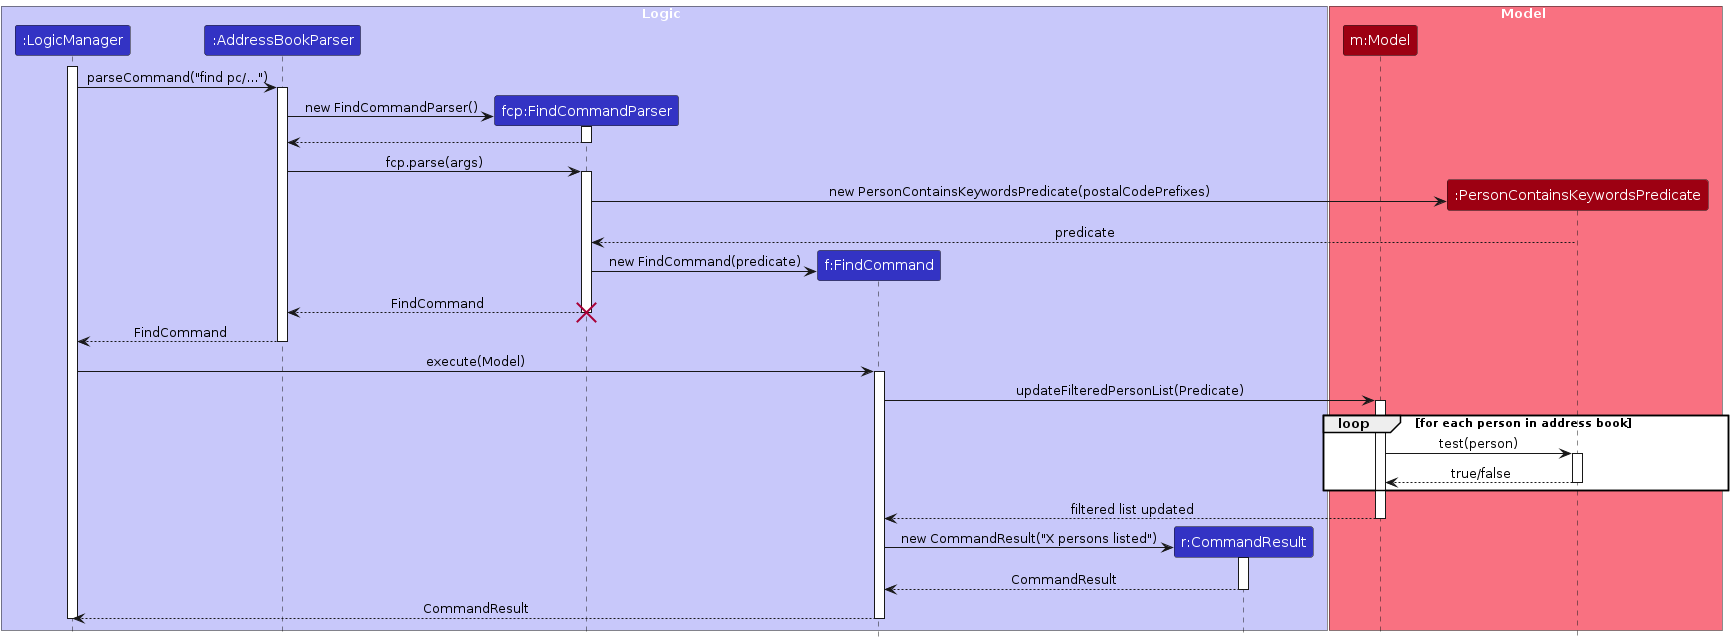 Logic
Model
:LogicManager
:AddressBookParser
m:Model
parseCommand("find pc/...")
new FindCommandParser()
fcp:FindCommandParser
fcp.parse(args)
new PersonContainsKeywordsPredicate(postalCodePrefixes)
:PersonContainsKeywordsPredicate
predicate
new FindCommand(predicate)
f:FindCommand
FindCommand
FindCommand
execute(Model)
updateFilteredPersonList(Predicate)
loop
[for each person in address book]
test(person)
true/false
filtered list updated
new CommandResult("X persons listed")
r:CommandResult
CommandResult
CommandResult